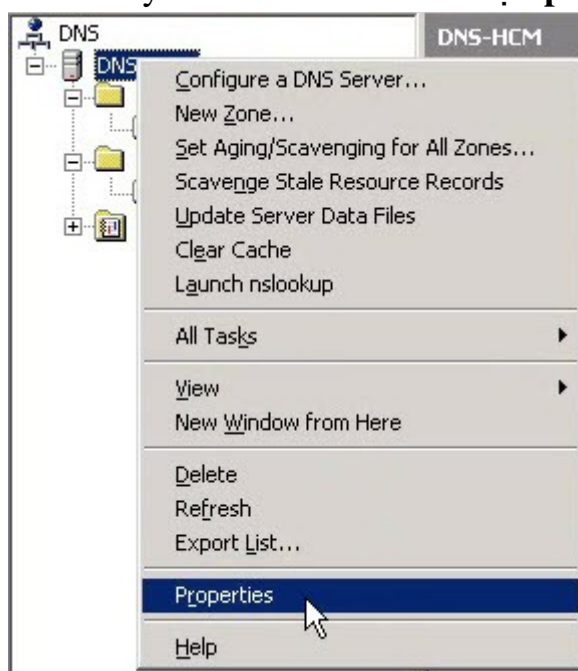 DNS
DNS-HCM
DNS
Configure a DNS Server...
New Zone...
Set Aging/Scavenging for All Zones...
Scavenge Stale Resource Records
Update Server Data Files
Clear Cache
Launch nslookup
All Tasks
View
New Window from Here
Delete
Refresh
Export List...
Properties
Help